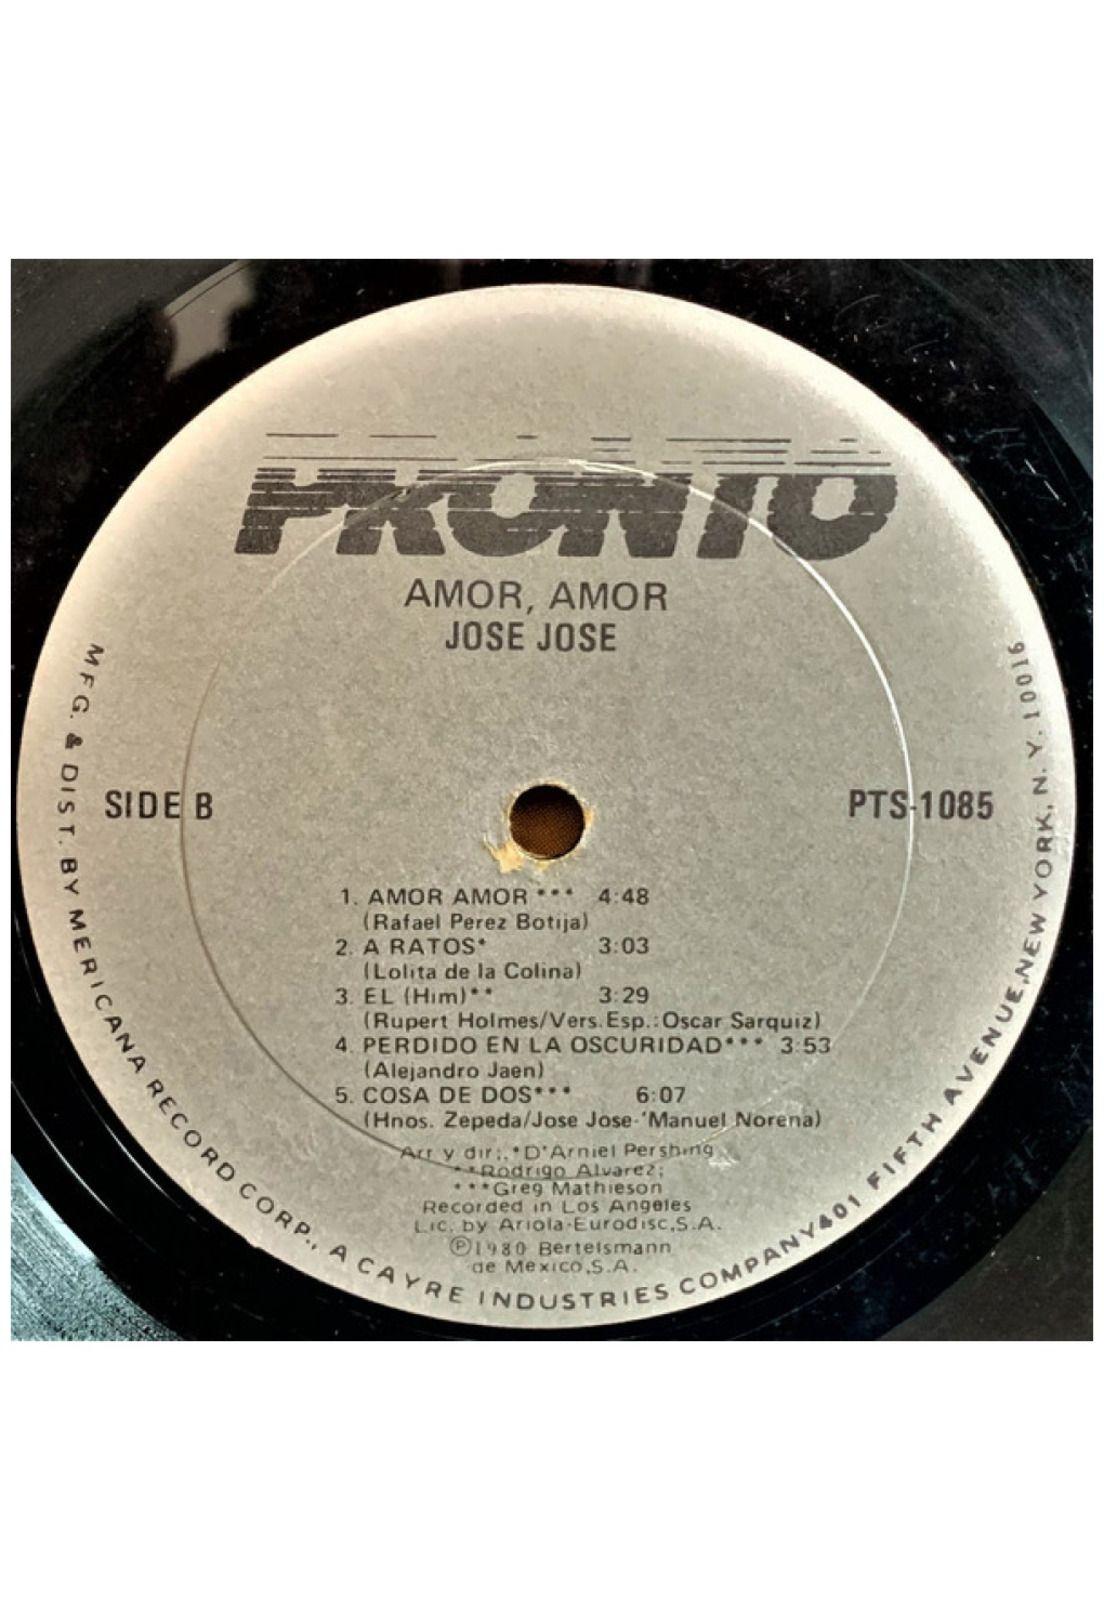 PRONTO
AMOR, AMOR
JOSE JOSE
SIDE B
PTS-1085
1. AMOR AMOR *** 4:48
(Rafael Perez Botija)
2. A RATOS* 3:03
(Lolita de la Colina)
3. EL (Him)** 3:29
(Rupert Holmes/Vers.Esp.:Oscar Sarquiz)
4. PERDIDO EN LA OSCURIDAD*** 3:53
(Alejandro Jaen)
5. COSA DE DOS*** 6:07
(Hnos. Zepeda/Jose Jose-'Manuel Norena)
Arr y dir:,*D'Arniel Pershing
**Rodrigo Alvarez;
***Greg Mathieson
Recorded in Los Angeles
Lic. by Ariola-Eurodisc,S.A.
Ⓟ1980 Bertelsmann
de Mexico,S.A.
MFG. & DIST. BY MERICANA RECORD CORP., A CAYRE INDUSTRIES COMPANY 401 FIFTH AVENUE, NEW YORK, N. Y. 10016